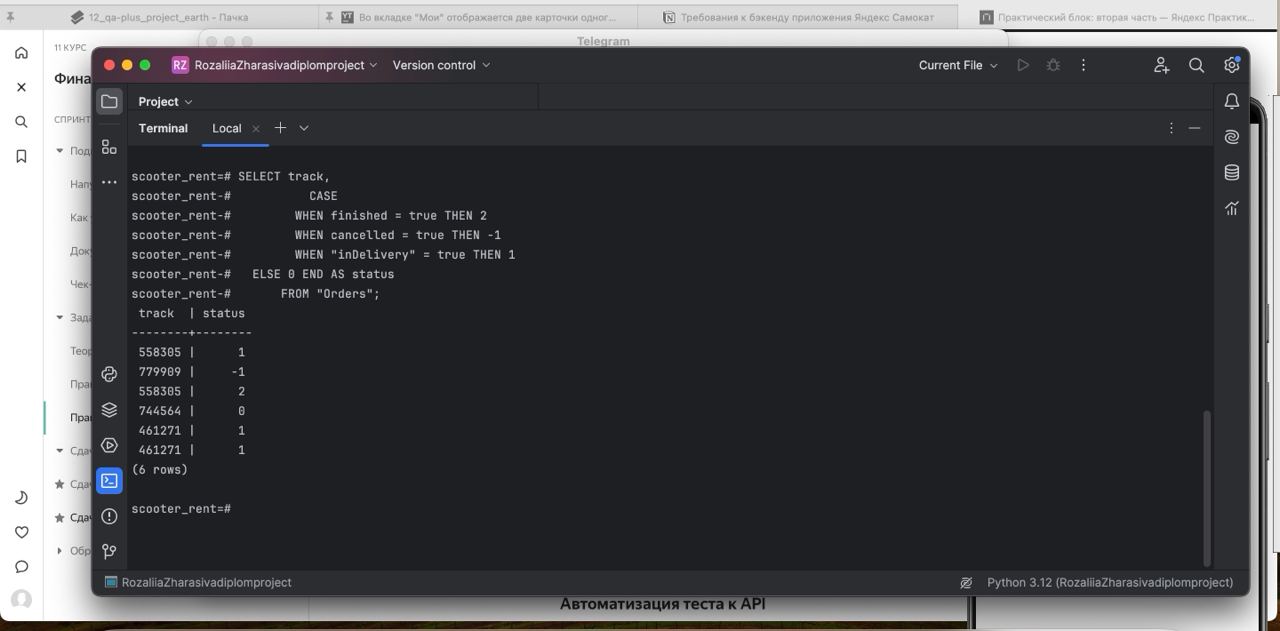 12_qa-plus_project_earth - Пачка
Во вкладке "Мои" отображается две карточки одног...
Требования к бэкенду приложения Яндекс Самокат
Практический блок: вторая часть — Яндекс Практик...
Telegram
11 КУРС
Фина
СПРИНТ
RZ RozaliiaZharasivadiplomproject
Version control
Current File
Project
Terminal
Local
scooter_rent=# SELECT track,
scooter_rent-#           CASE
scooter_rent-#         WHEN finished = true THEN 2
scooter_rent-#         WHEN cancelled = true THEN -1
scooter_rent-#         WHEN "inDelivery" = true THEN 1
scooter_rent-#   ELSE 0 END AS status
scooter_rent-#       FROM "Orders";
 track  | status
--------+--------
 558305 |      1
 779909 |     -1
 558305 |      2
 744564 |      0
 461271 |      1
 461271 |      1
(6 rows)
scooter_rent=#
Под
Нап
Как
Док
Чек-
Зада
Теор
Пра
Пра
Сдач
Сдач
Сдач
Обр
RozaliiaZharasivadiplomproject
Python 3.12 (RozaliiaZharasivadiplomproject)
Автоматизация теста к API